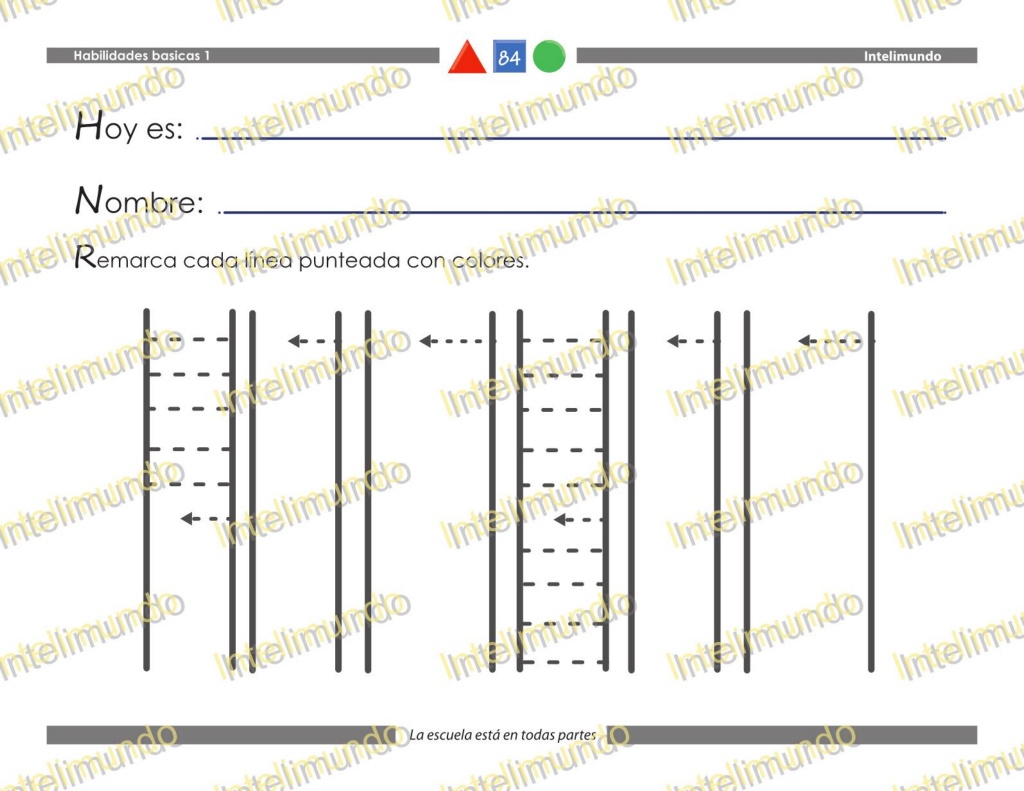 Habilidades basicas 1 84 Intelimundo
Hoy es:
Nombre:
Remarca cada línea punteada con colores.
La escuela está en todas partes
Intelimundo